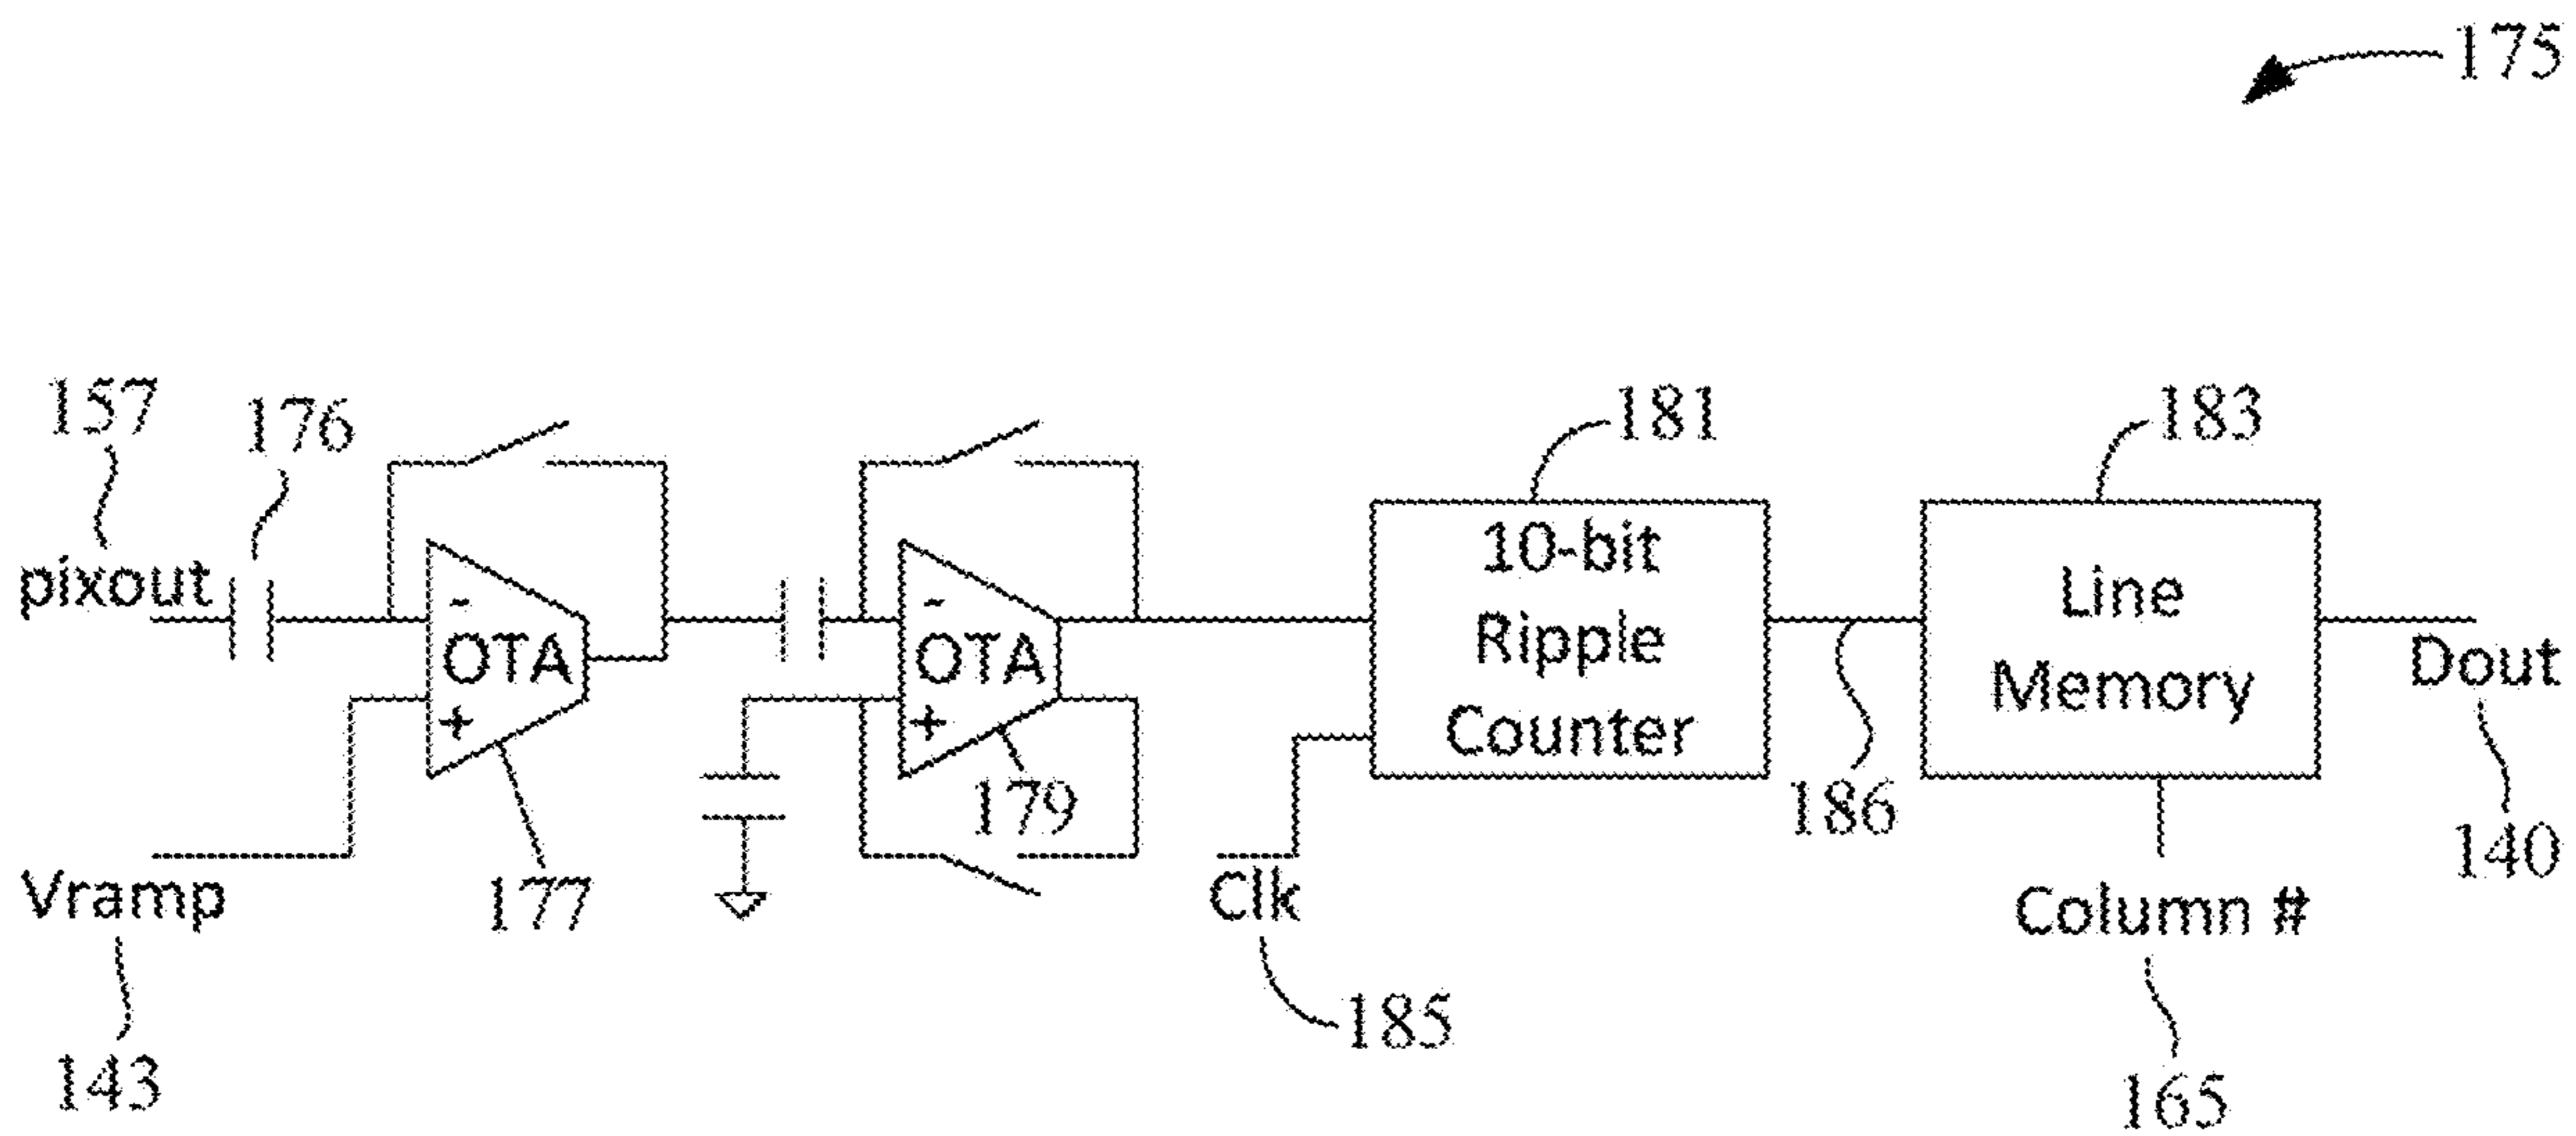 175
157
176
181
183
pixout
-
OTA
+
-
OTA
+
10-bit
Ripple
Counter
Line
Memory
Dout
179
186
140
Vramp
177
Clk
Column #
185
143
165